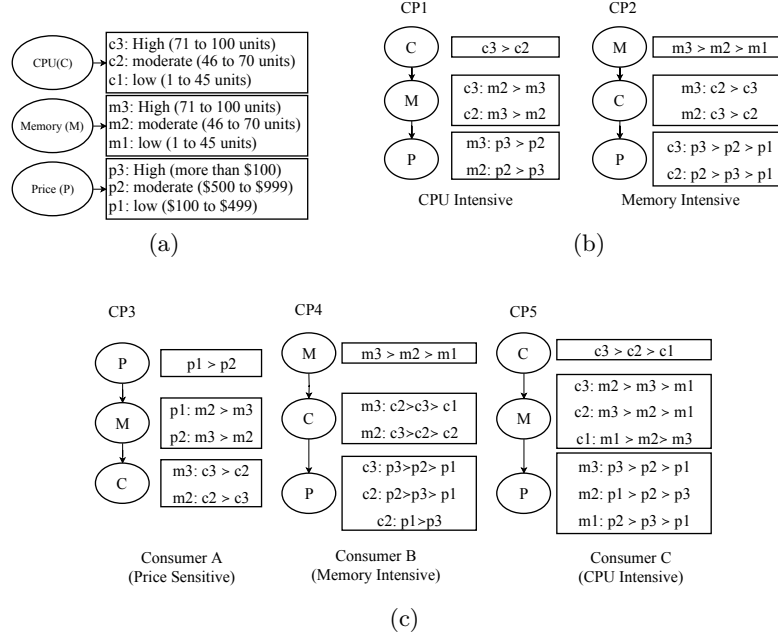 CPU(C)
c3: High (71 to 100 units)
c2: moderate (46 to 70 units)
c1: low (1 to 45 units)
Memory (M)
m3: High (71 to 100 units)
m2: moderate (46 to 70 units)
m1: low (1 to 45 units)
Price (P)
p3: High (more than $100)
p2: moderate ($500 to $999)
p1: low ($100 to $499)
(a)
CP1
C
c3 > c2
M
c3: m2 > m3
c2: m3 > m2
P
m3: p3 > p2
m2: p2 > p3
CPU Intensive
CP2
M
m3 > m2 > m1
C
m3: c2 > c3
m2: c3 > c2
P
c3: p3 > p2 > p1
c2: p2 > p3 > p1
Memory Intensive
(b)
CP3
P
p1 > p2
M
p1: m2 > m3
p2: m3 > m2
C
m3: c3 > c2
m2: c2 > c3
Consumer A
(Price Sensitive)
CP4
M
m3 > m2 > m1
C
m3: c2>c3> c1
m2: c3>c2> c2
P
c3: p3>p2> p1
c2: p2>p3> p1
c2: p1>p3
Consumer B
(Memory Intensive)
CP5
C
c3 > c2 > c1
M
c3: m2 > m3 > m1
c2: m3 > m2 > m1
c1: m1 > m2> m3
P
m3: p3 > p2 > p1
m2: p1 > p2 > p3
m1: p2 > p3 > p1
Consumer C
(CPU Intensive)
(c)